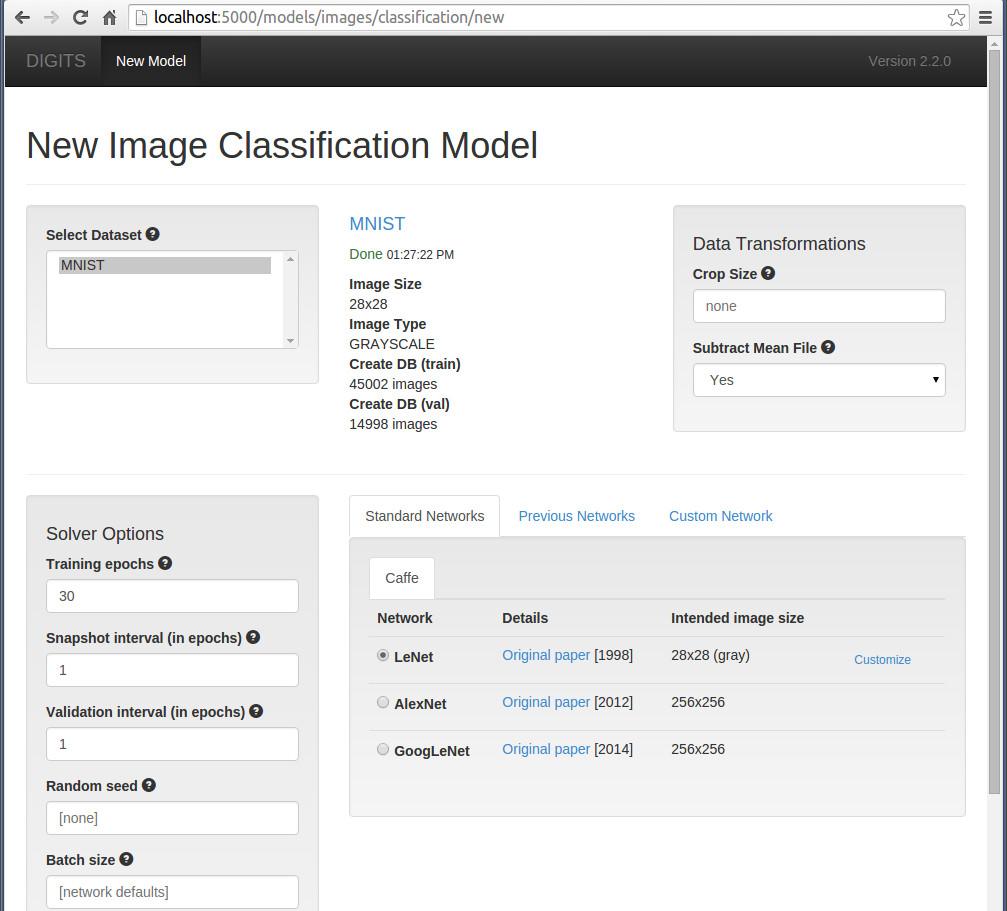 localhost:5000/models/images/classification/new
DIGITS New Model Version 2.2.0
New Image Classification Model
Select Dataset ?
MNIST
MNIST
Done 01:27:22 PM
Image Size
28x28
Image Type
GRAYSCALE
Create DB (train)
45002 images
Create DB (val)
14998 images
Data Transformations
Crop Size ?
none
Subtract Mean File ?
Yes
Solver Options
Training epochs ?
30
Snapshot interval (in epochs) ?
1
Validation interval (in epochs) ?
1
Random seed ?
[none]
Batch size ?
[network defaults]
Standard Networks Previous Networks Custom Network
Caffe
Network Details Intended image size
LeNet Original paper [1998] 28x28 (gray) Customize
AlexNet Original paper [2012] 256x256
GoogLeNet Original paper [2014] 256x256